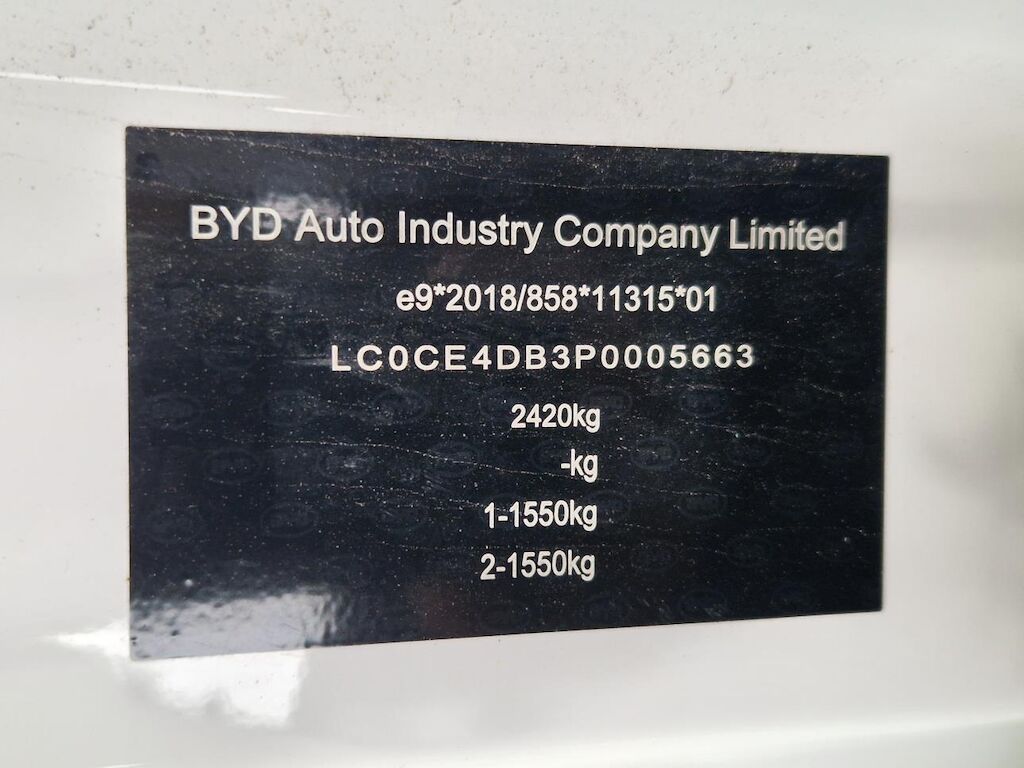 BYD Auto Industry Company Limited
e9*2018/858*11315*01
LC0CE4DB3P0005663
2420kg
-kg
1-1550kg
2-1550kg